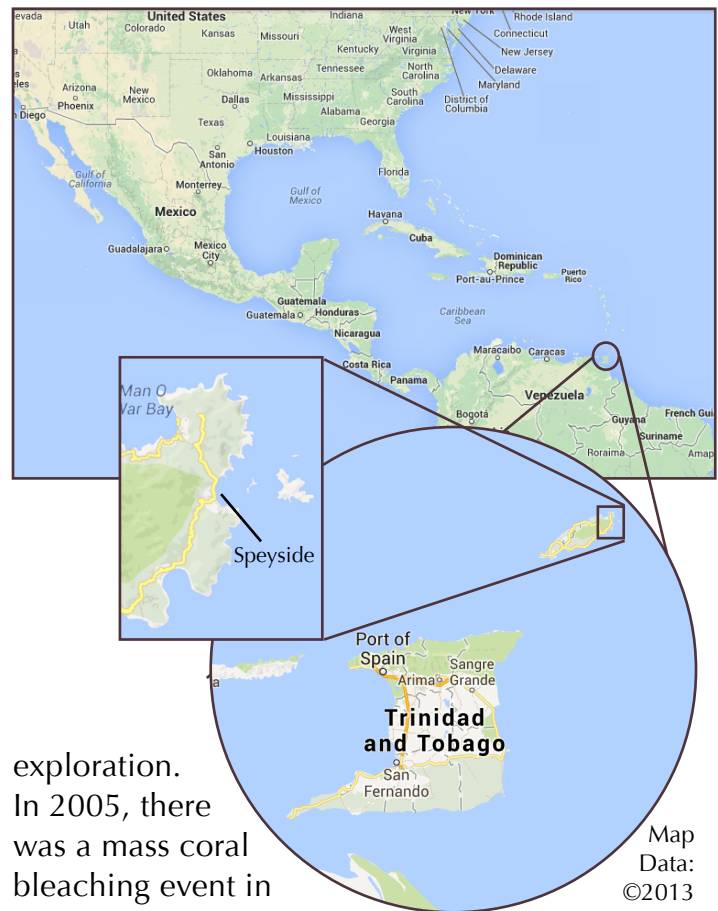 New York
Rhode Island
United States
Indiana
evada
Utah
Colorado
Kansas
Missouri
West
Virginia
Connecticut
Kentucky
Virginia
New Jersey
Delaware
Maryland
Oklahoma
Arkansas
Tennessee
North
Carolina
Arizona
New
Mexico
Phoenix
Dallas
Mississippi
South
Carolina
District of
Columbia
n Diego
Texas
Alabama
Georgia
Louisiana
San
Antonio
Houston
Gulf of
California
Monterrey
Florida
Gulf of
Mexico
Mexico
Havana
Guadalajara
Mexico
City
Cuba
Dominican
Republic
Port-au-Prince
Puerto
Rico
Guatemala
Guatemala
Honduras
Caribbean
Sea
Nicaragua
Costa Rica
Maracaibo
Caracas
Panama
Venezuela
Bogotá
Guyana
French Gui
Suriname
Roraima
Amap
Man O
War Bay
Speyside
Port of
Spain
Arima
Sangre
Grande
Trinidad
and Tobago
San
Fernando
exploration.
In 2005, there
was a mass coral
bleaching event in
Map
Data:
©2013